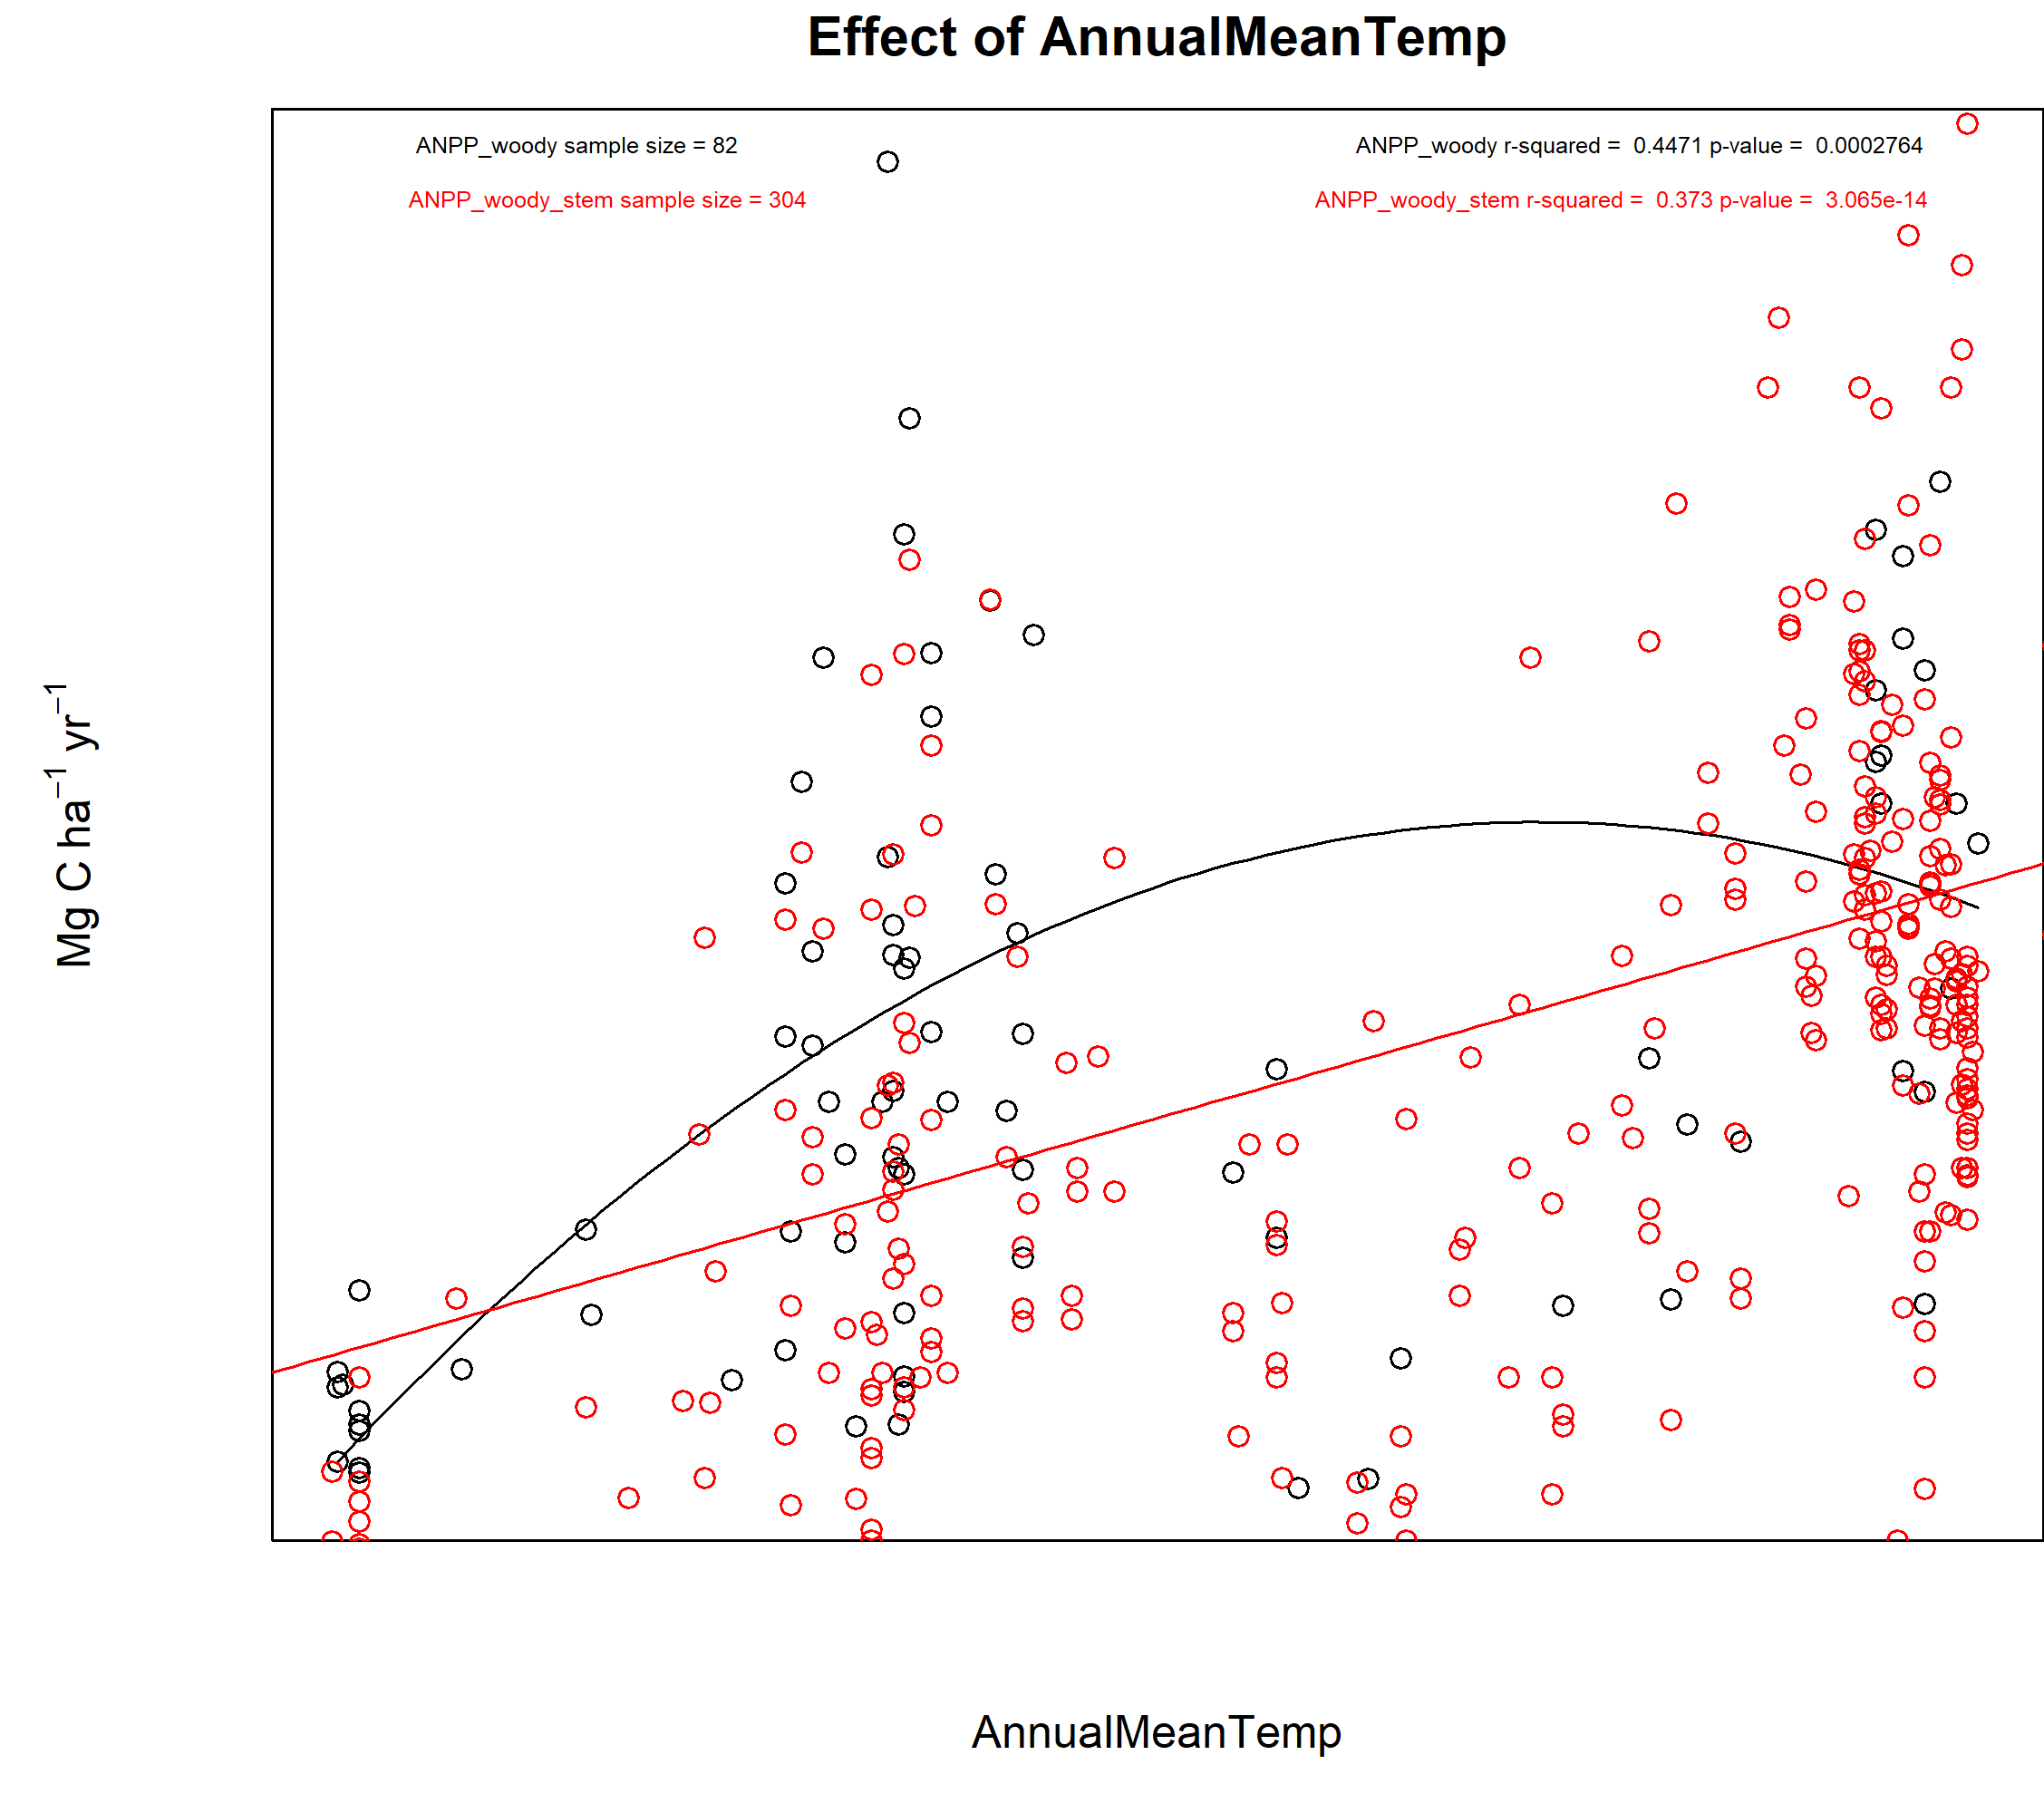 Effect of AnnualMeanTemp
ANPP_woody sample size = 82
ANPP_woody r-squared =  0.4471 p-value =  0.0002764
ANPP_woody_stem sample size = 304
ANPP_woody_stem r-squared =  0.373 p-value =  3.065e-14
Mg C ha⁻¹ yr⁻¹
AnnualMeanTemp